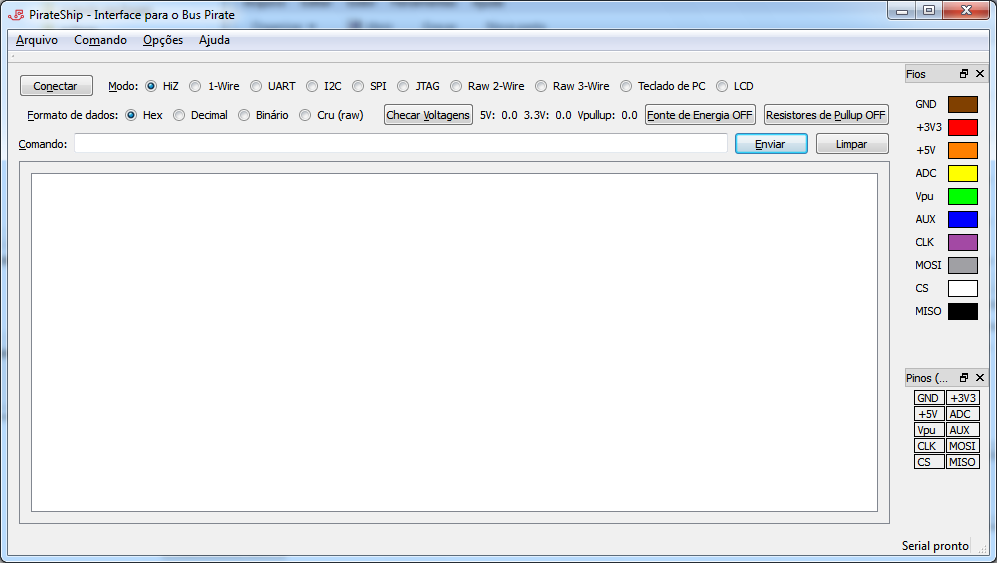 PirateShip - Interface para o Bus Pirate
Arquivo Comando Opções Ajuda
Conectar Modo: HiZ 1-Wire UART I2C SPI JTAG Raw 2-Wire Raw 3-Wire Teclado de PC LCD
Formato de dados: Hex Decimal Binário Cru (raw) Checar Voltagens 5V: 0.0 3.3V: 0.0 Vpullup: 0.0 Fonte de Energia OFF Resistores de Pullup OFF
Comando: Enviar Limpar
Fios
GND
+3V3
+5V
ADC
Vpu
AUX
CLK
MOSI
CS
MISO
Pinos (...
GND +3V3
+5V ADC
Vpu AUX
CLK MOSI
CS MISO
Serial pronto